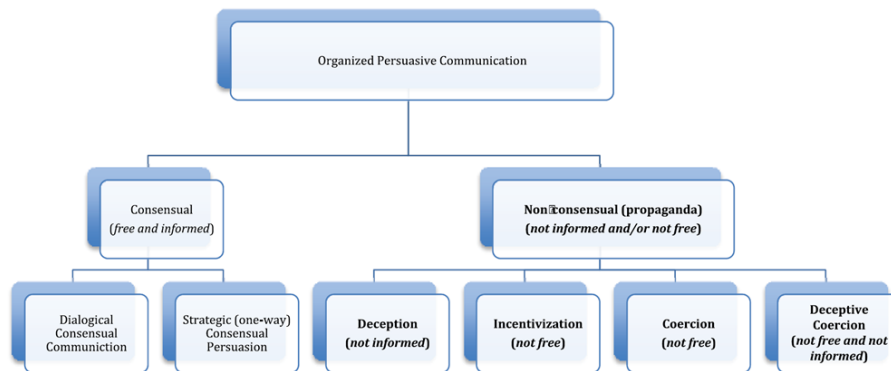 Organized Persuasive Communication
Consensual
(free and informed)
Non consensual (propaganda)
(not informed and/or not free)
Dialogical
Consensual
Communiction
Strategic (one-way)
Consensual
Persuasion
Deception
(not informed)
Incentivization
(not free)
Coercion
(not free)
Deceptive
Coercion
(not free and not
informed)